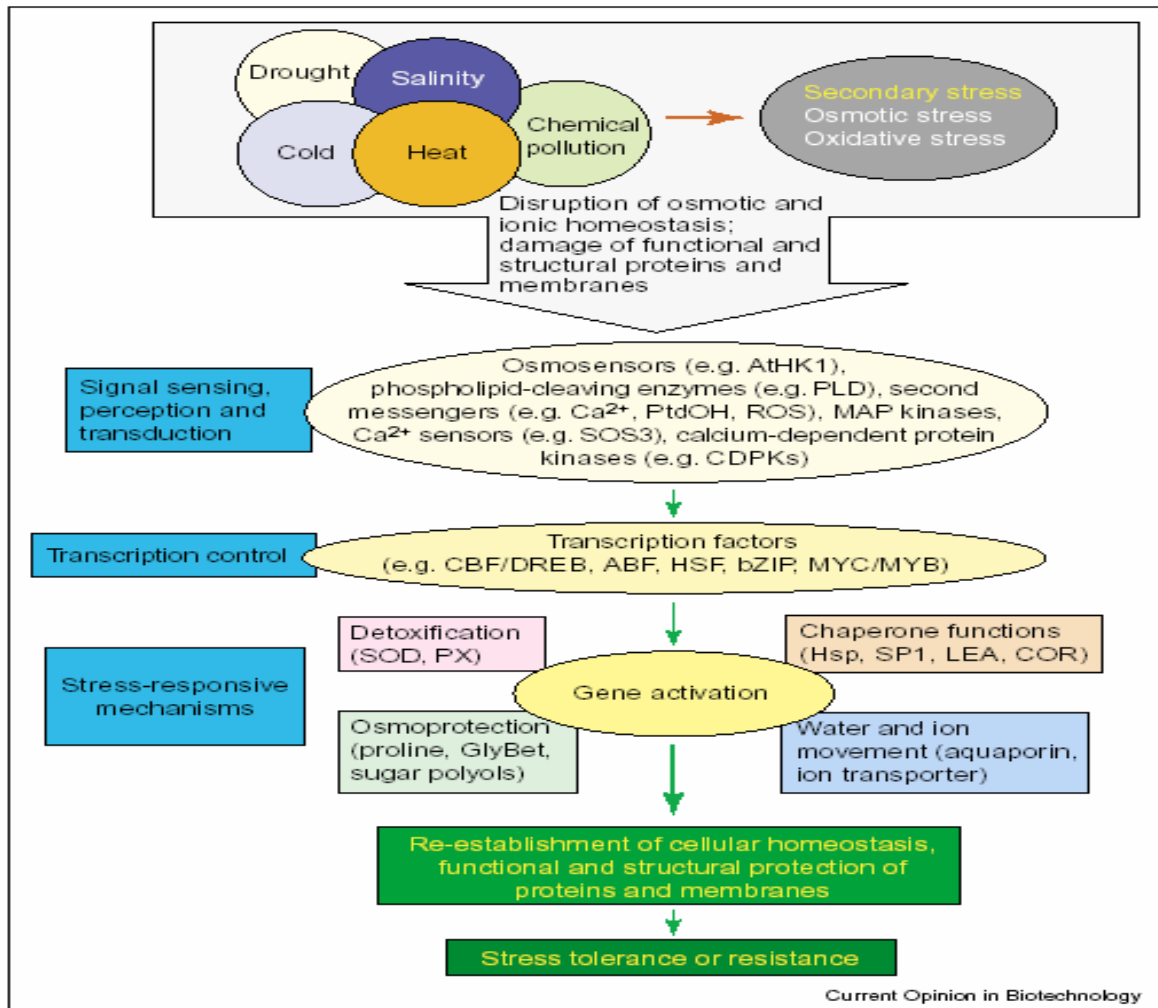 Drought
Salinity
Cold
Heat
Chemical
pollution
Secondary stress
Osmotic stress
Oxidative stress
Disruption of osmotic and
ionic homeostasis;
damage of functional and
structural proteins and
membranes
Signal sensing,
perception and
transduction
Osmosensors (e.g. AtHK1),
phospholipid-cleaving enzymes (e.g. PLD), second
messengers (e.g. Ca²⁺, PtdOH, ROS), MAP kinases,
Ca²⁺ sensors (e.g. SOS3), calcium-dependent protein
kinases (e.g. CDPKs)
Transcription control
Transcription factors
(e.g. CBF/DREB, ABF, HSF, bZIP, MYC/MYB)
Detoxification
(SOD, PX)
Chaperone functions
(Hsp, SP1, LEA, COR)
Stress-responsive
mechanisms
Gene activation
Osmoprotection
(proline, GlyBet,
sugar polyols)
Water and ion
movement (aquaporin,
ion transporter)
Re-establishment of cellular homeostasis,
functional and structural protection of
proteins and membranes
Stress tolerance or resistance
Current Opinion in Biotechnology